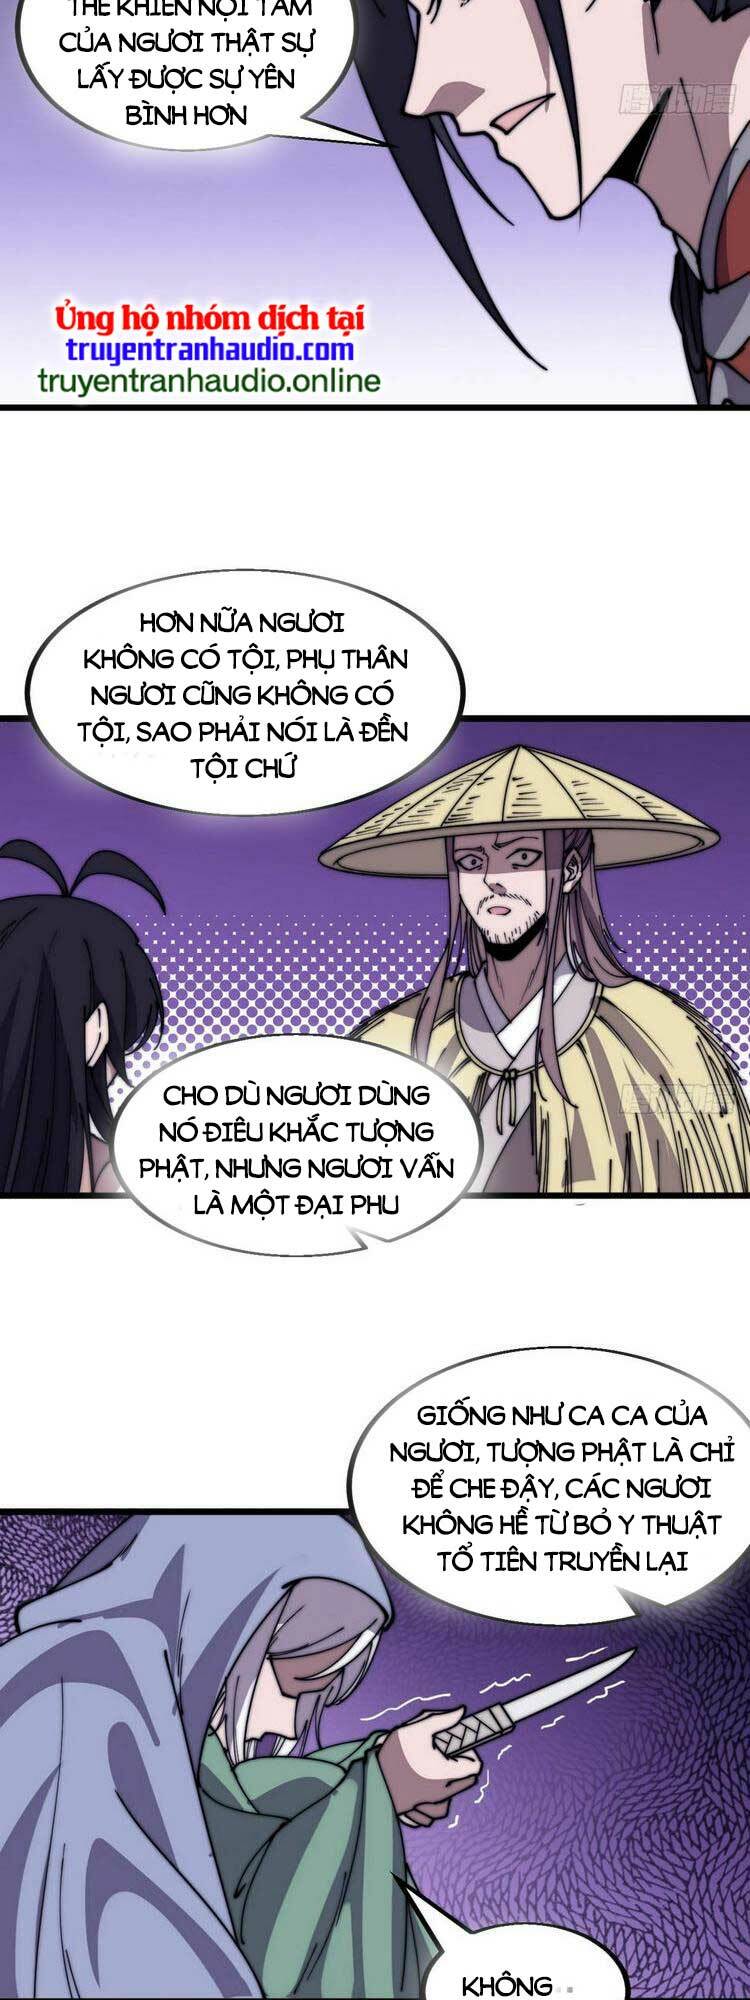 THỂ KHIẾN NỘI TÂM
CỦA NGƯƠI THẬT SỰ
LẤY ĐƯỢC SỰ YÊN
BÌNH HƠN
Ủng hộ nhóm dịch tại
truyentranhaudio.com
truyentranhaudio.online
HƠN NỮA NGƯƠI
KHÔNG CÓ TỘI, PHỤ THÂN
NGƯƠI CŨNG KHÔNG CÓ
TỘI, SAO PHẢI NÓI LÀ ĐỀN
TỘI CHỨ
CHO DÙ NGƯƠI DÙNG
NÓ ĐIÊU KHẮC TƯỢNG
PHẬT, NHƯNG NGƯƠI VẪN
LÀ MỘT ĐẠI PHU
GIỐNG NHƯ CA CA CỦA
NGƯƠI, TƯỢNG PHẬT LÀ CHỈ
ĐỂ CHE ĐẬY, CÁC NGƯƠI
KHÔNG HỀ TỪ BỎ Y THUẬT
TỔ TIÊN TRUYỀN LẠI
KHÔNG